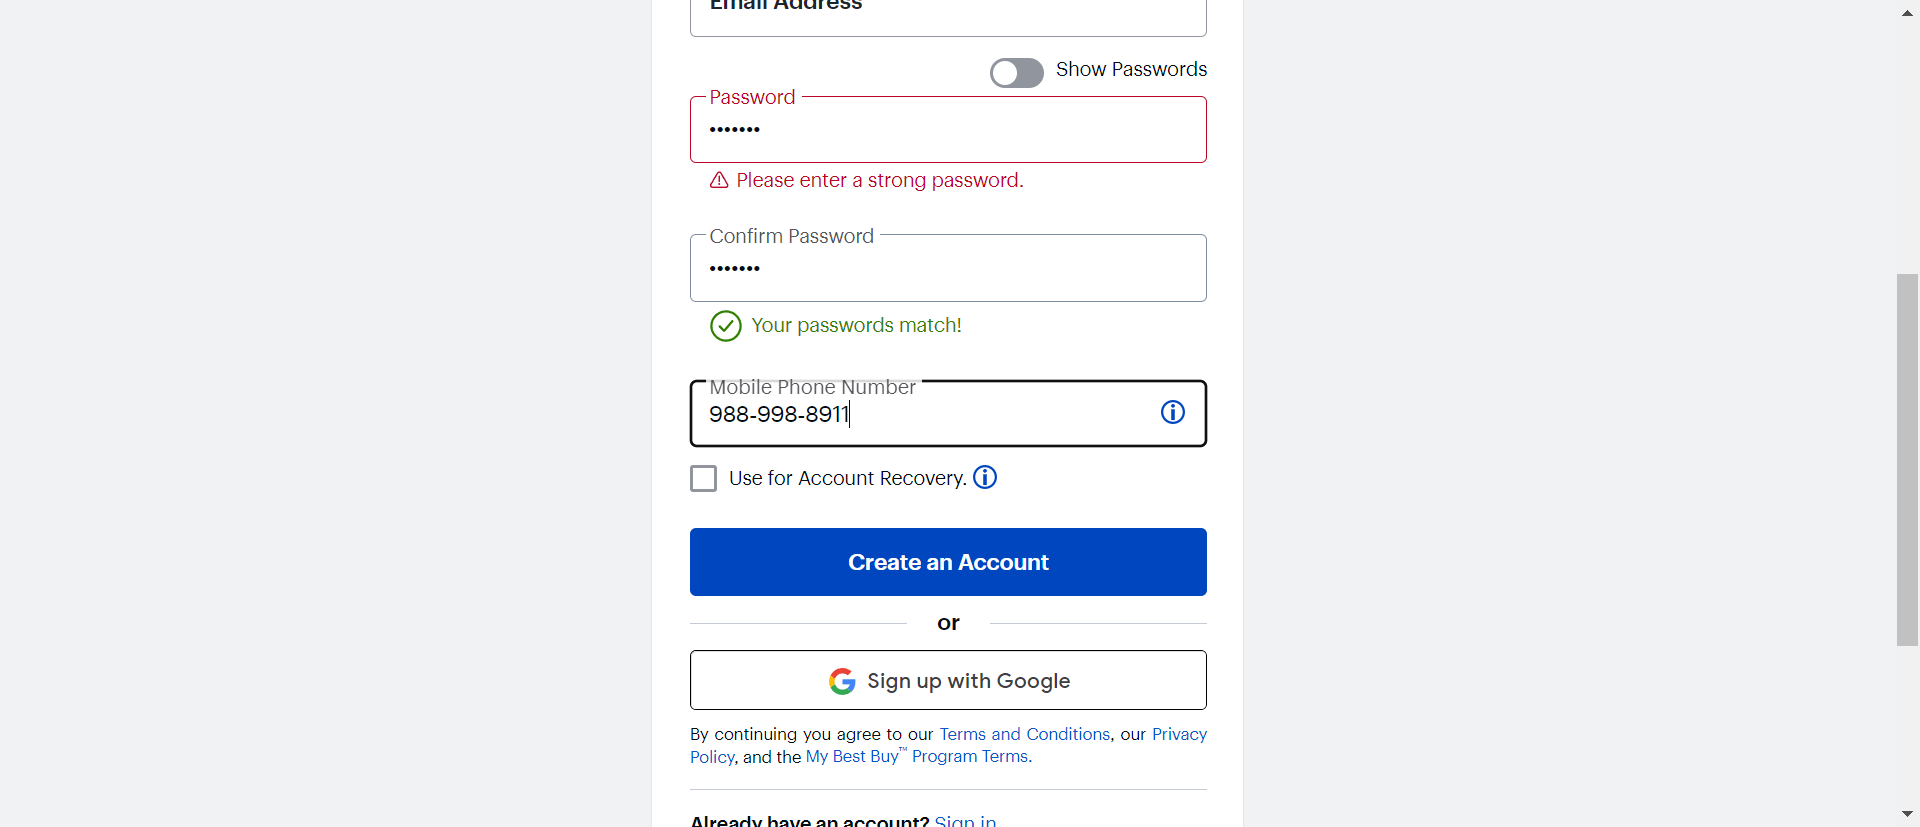 Email Address
Show Passwords
Password
•••••••
Please enter a strong password.
Confirm Password
•••••••
Your passwords match!
Mobile Phone Number
988-998-8911
Use for Account Recovery.
Create an Account
or
Sign up with Google
By continuing you agree to our Terms and Conditions, our Privacy
Policy, and the My Best Buy™ Program Terms.
Already have an account? Sign in